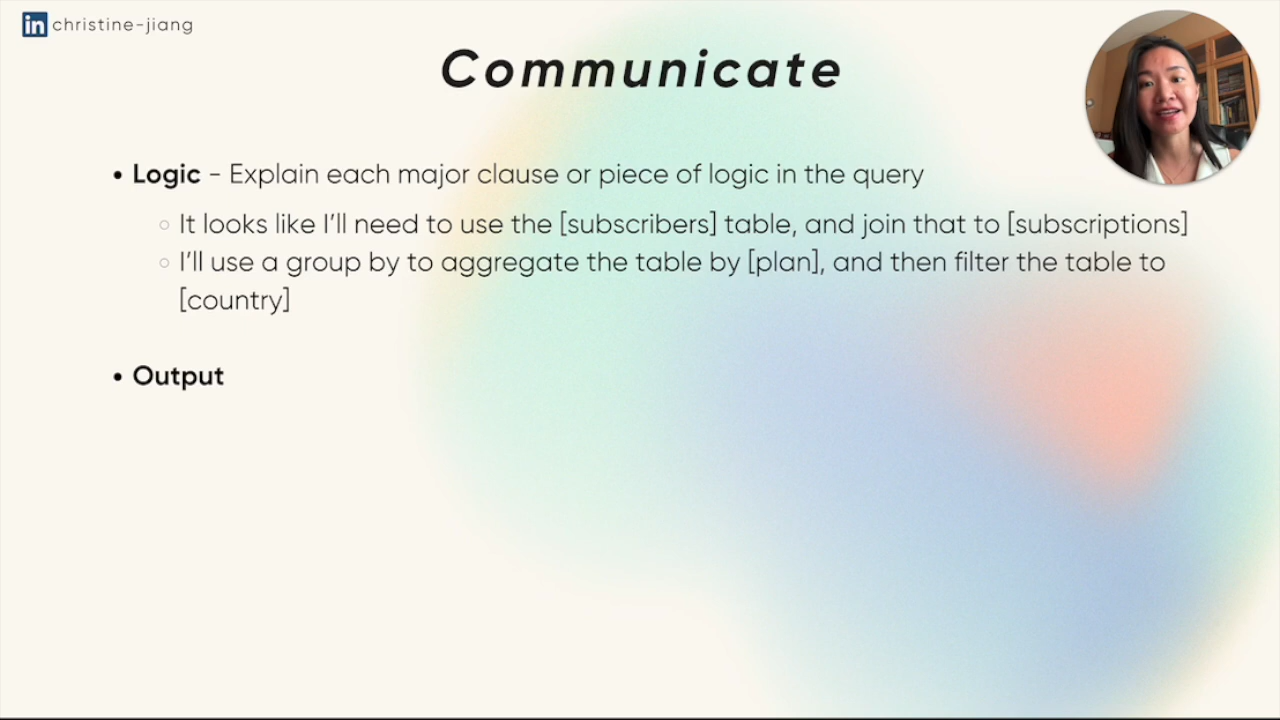 in christine-jiang
Communicate
• Logic - Explain each major clause or piece of logic in the query
○ It looks like I’ll need to use the [subscribers] table, and join that to [subscriptions]
○ I’ll use a group by to aggregate the table by [plan], and then filter the table to
[country]
• Output